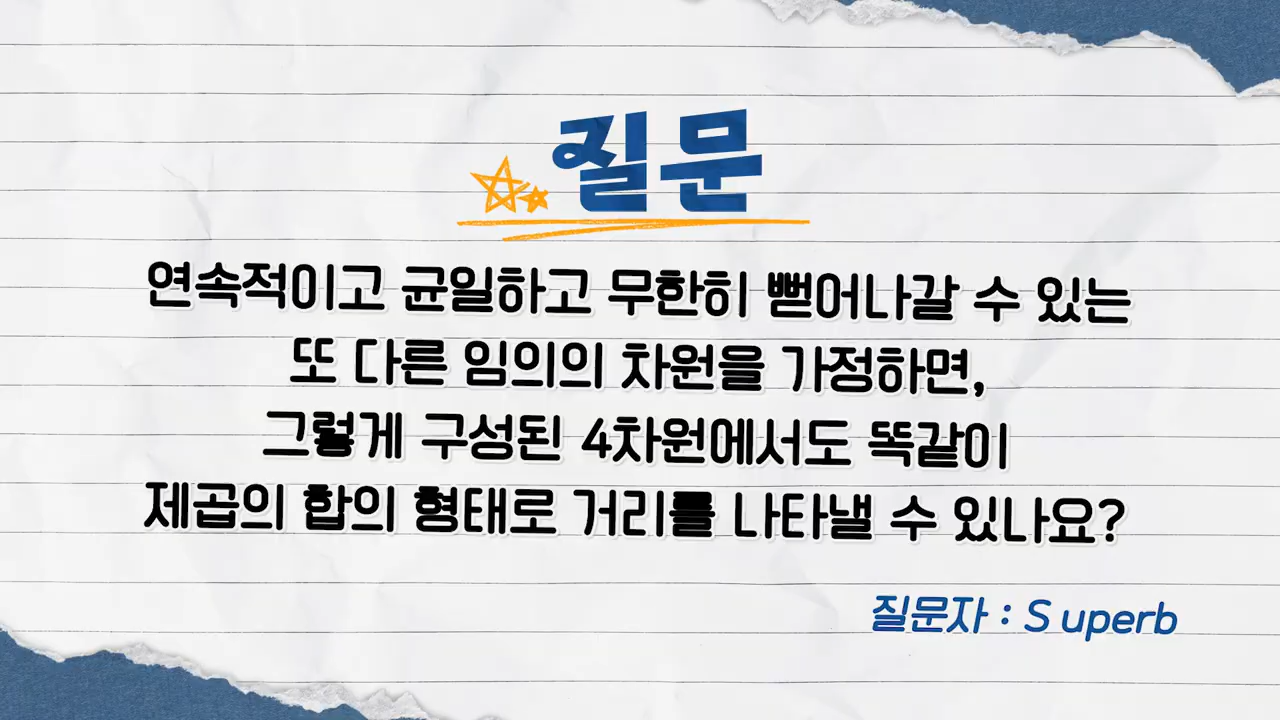 질문
연속적이고 균일하고 무한히 뻗어나갈 수 있는
또 다른 임의의 차원을 가정하면,
그렇게 구성된 4차원에서도 똑같이
제곱의 합의 형태로 거리를 나타낼 수 있나요?
질문자 : S uperb